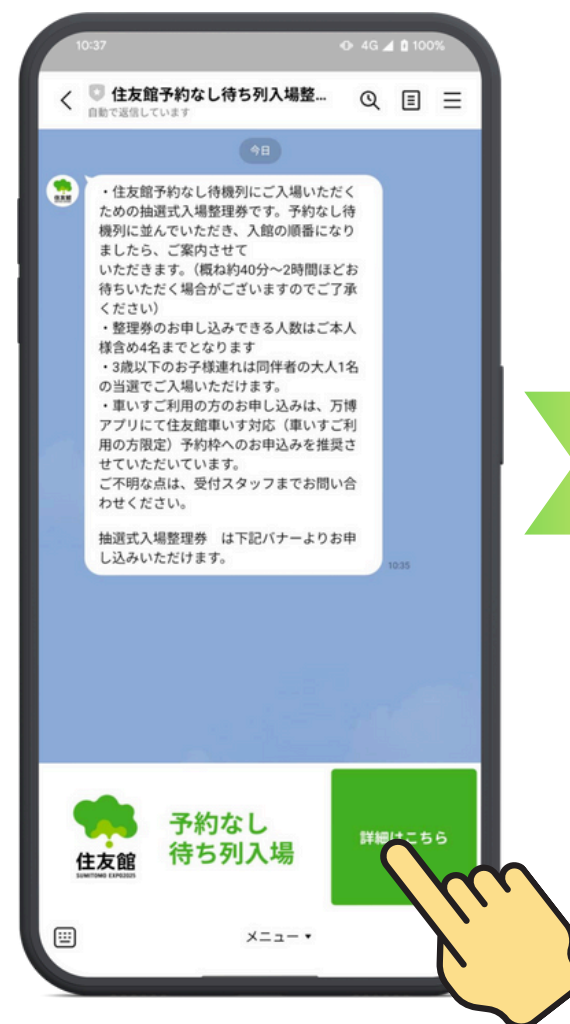 10:37
4G 100%
住友館予約なし待ち列入場整...
自動で返信しています
今日
住友館
・住友館予約なし待機列にご入場いただく
ための抽選式入場整理券です。予約なし待
機列に並んでいただき、入館の順番になり
ましたら、ご案内させて
いただきます。（概ね約40分〜2時間ほどお
待ちいただく場合がございますのでご了承
ください）
・整理券のお申し込みできる人数はご本人
様含め4名までとなります
・3歳以下のお子様連れは同伴者の大人1名
の当選でご入場いただけます。
・車いすご利用の方のお申し込みは、万博
アプリにて住友館車いす対応（車いすご利
用の方限定）予約枠へのお申込みを推奨さ
せていただいています。
ご不明な点は、受付スタッフまでお問い合
わせください。
抽選式入場整理券　は下記バナーよりお申
し込みいただけます。
10:35
住友館
SUMITOMO EXPO2025
予約なし
待ち列入場
詳細はこちら
メニュー ▾